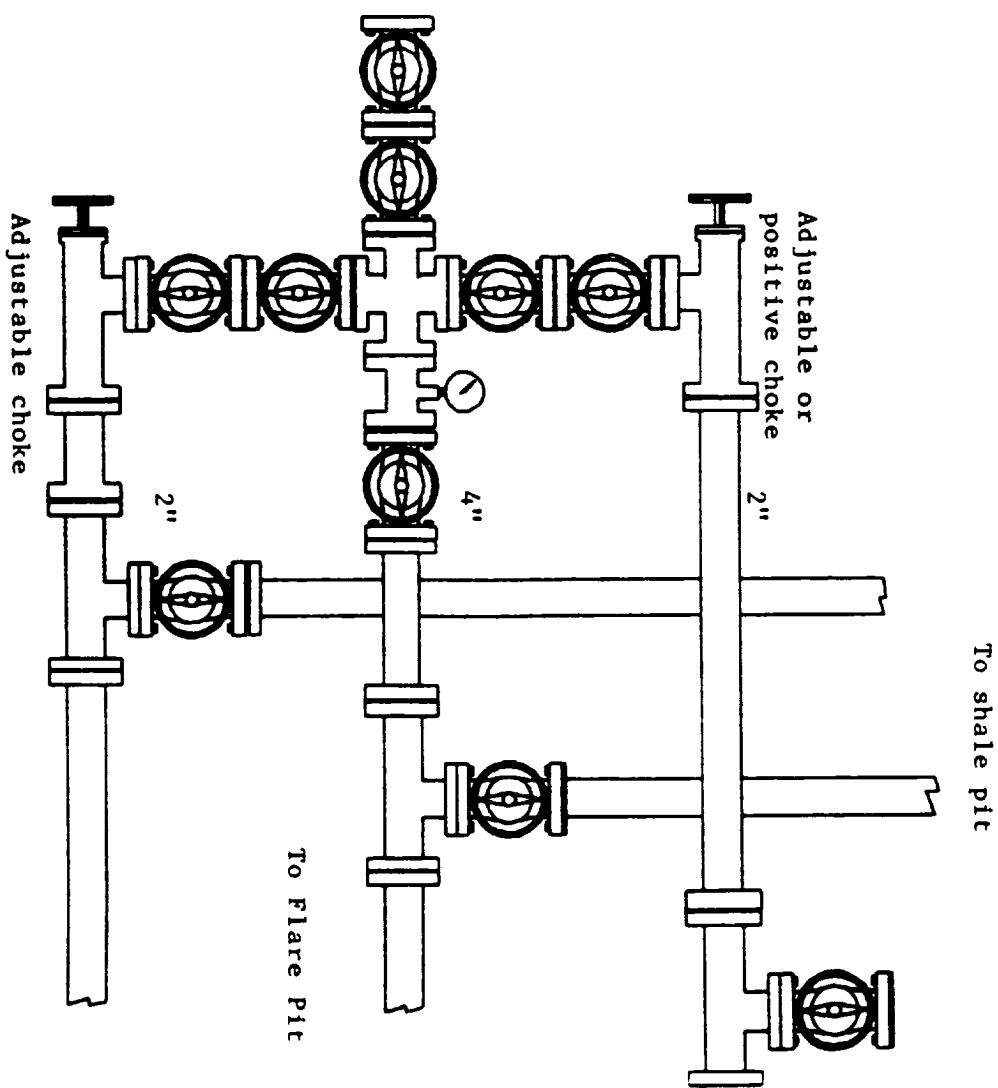 Adjustable or
positive choke
2"
To shale pit
4"
To Flare Pit
2"
Adjustable choke